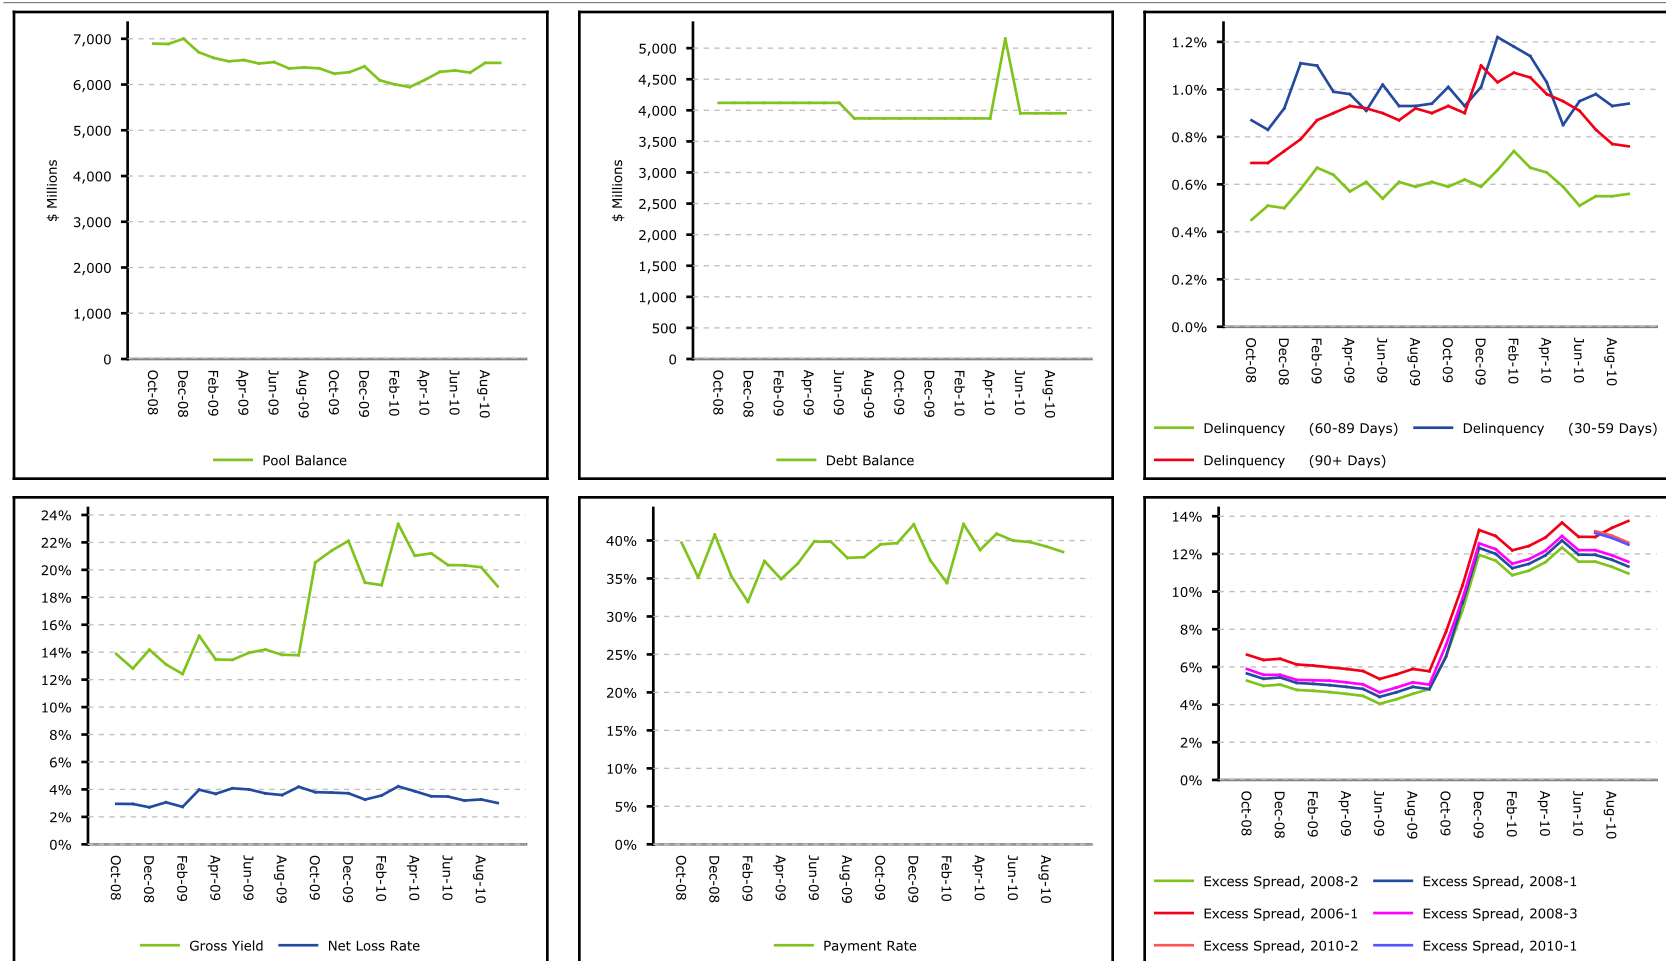 7,000
6,000
5,000
4,000
3,000
2,000
1,000
0
$ Millions
Oct-08
Dec-08
Feb-09
Apr-09
Jun-09
Aug-09
Oct-09
Dec-09
Feb-10
Apr-10
Jun-10
Aug-10
Pool Balance
5,000
4,500
4,000
3,500
3,000
2,500
2,000
1,500
1,000
500
0
$ Millions
Oct-08
Dec-08
Feb-09
Apr-09
Jun-09
Aug-09
Oct-09
Dec-09
Feb-10
Apr-10
Jun-10
Aug-10
Debt Balance
1.2%
1.0%
0.8%
0.6%
0.4%
0.2%
0.0%
Oct-08
Dec-08
Feb-09
Apr-09
Jun-09
Aug-09
Oct-09
Dec-09
Feb-10
Apr-10
Jun-10
Aug-10
Delinquency (60-89 Days) Delinquency (30-59 Days)
Delinquency (90+ Days)
24%
22%
20%
18%
16%
14%
12%
10%
8%
6%
4%
2%
0%
Oct-08
Dec-08
Feb-09
Apr-09
Jun-09
Aug-09
Oct-09
Dec-09
Feb-10
Apr-10
Jun-10
Aug-10
Gross Yield Net Loss Rate
40%
35%
30%
25%
20%
15%
10%
5%
0%
Oct-08
Dec-08
Feb-09
Apr-09
Jun-09
Aug-09
Oct-09
Dec-09
Feb-10
Apr-10
Jun-10
Aug-10
Payment Rate
14%
12%
10%
8%
6%
4%
2%
0%
Oct-08
Dec-08
Feb-09
Apr-09
Jun-09
Aug-09
Oct-09
Dec-09
Feb-10
Apr-10
Jun-10
Aug-10
Excess Spread, 2008-2 Excess Spread, 2008-1
Excess Spread, 2006-1 Excess Spread, 2008-3
Excess Spread, 2010-2 Excess Spread, 2010-1